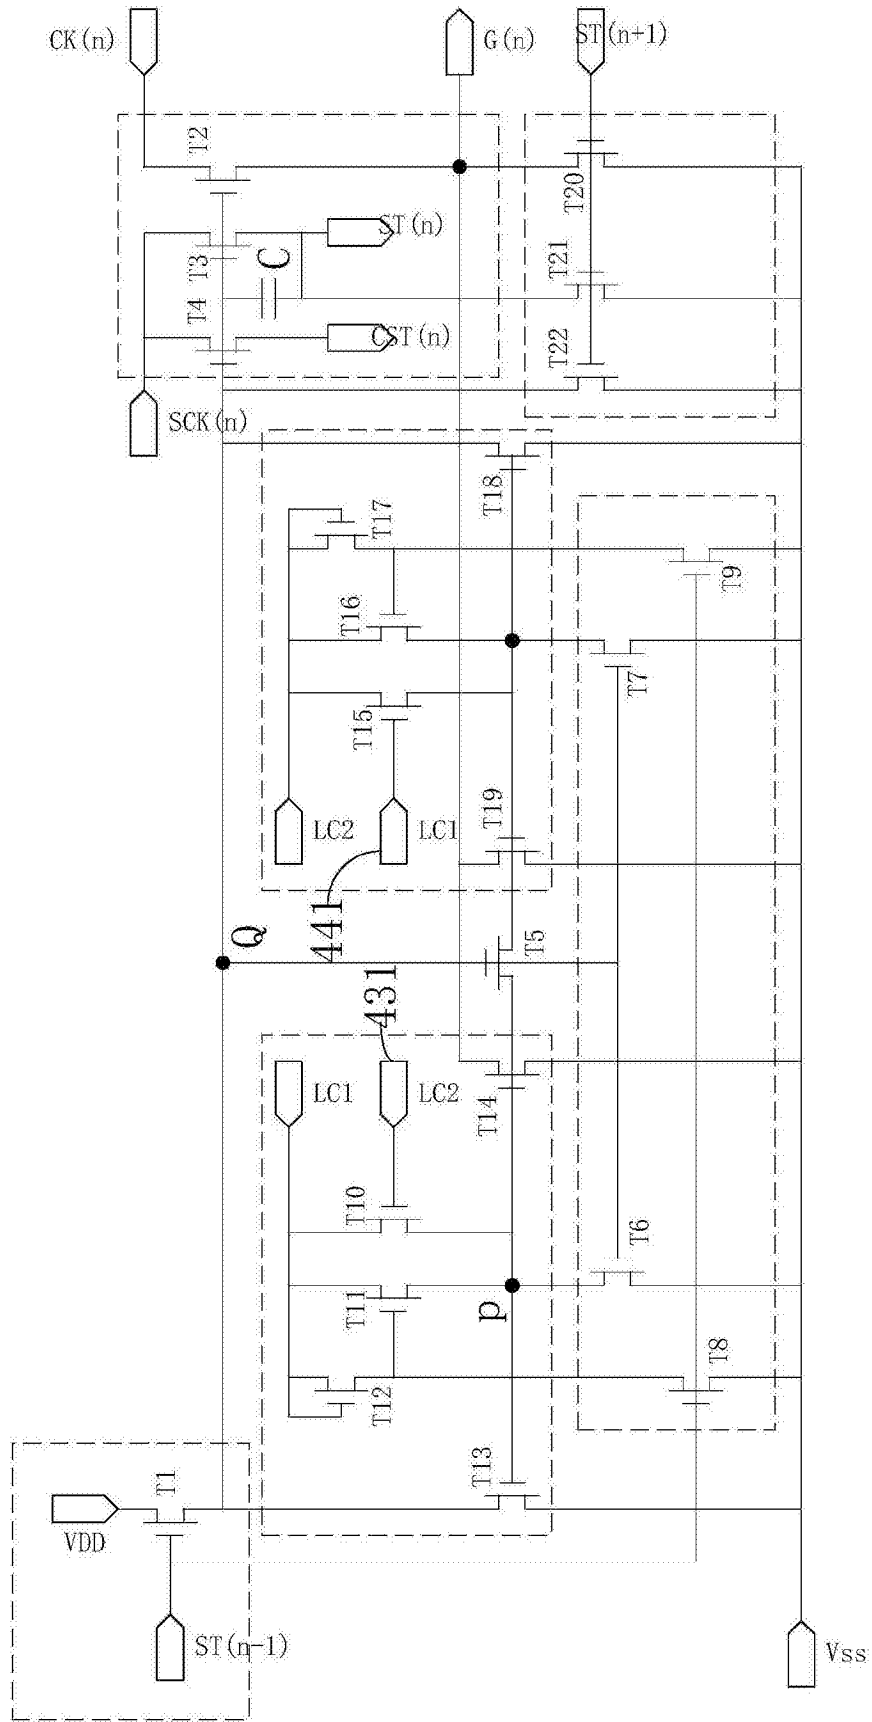 CK(n)
G(n)
ST(n+1)
T2
T20
ST(n)
T3
C
T21
T4
CST(n)
T22
SCK(n)
T18
T17
T9
T16
T7
T15
LC2
LC1
T19
441
Q
T5
431
LC1
LC2
T14
T10
T6
T11
p
T12
T8
T13
T1
VDD
ST(n-1)
Vss